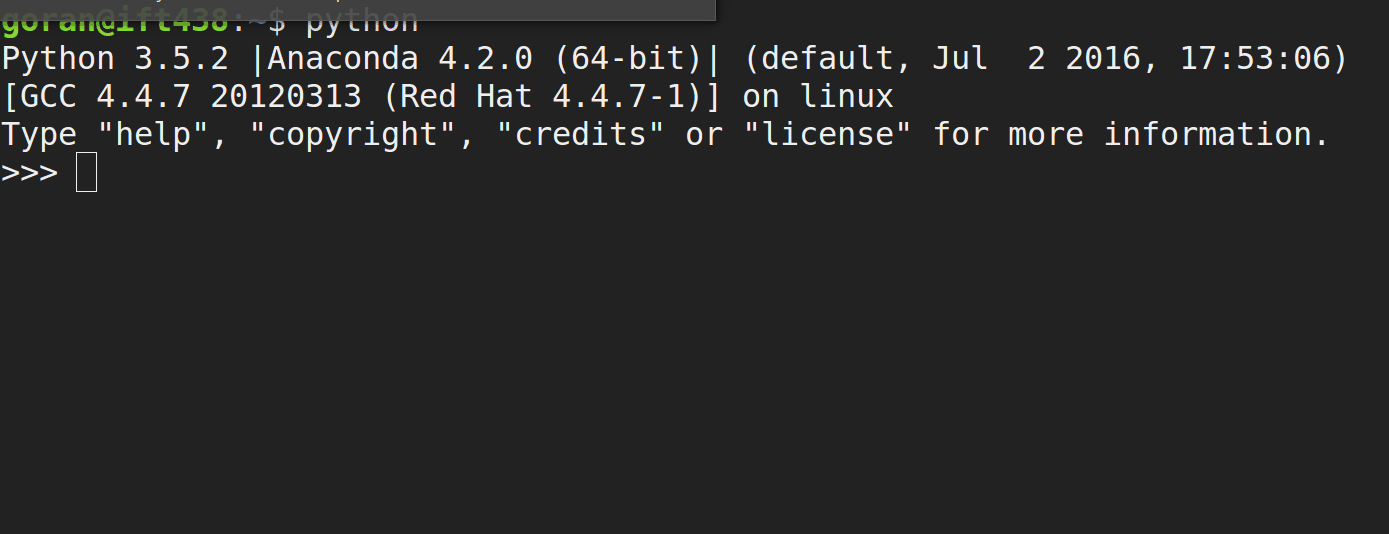 goran@ift438:~$ python
Python 3.5.2 |Anaconda 4.2.0 (64-bit)| (default, Jul  2 2016, 17:53:06)
[GCC 4.4.7 20120313 (Red Hat 4.4.7-1)] on linux
Type "help", "copyright", "credits" or "license" for more information.
>>>